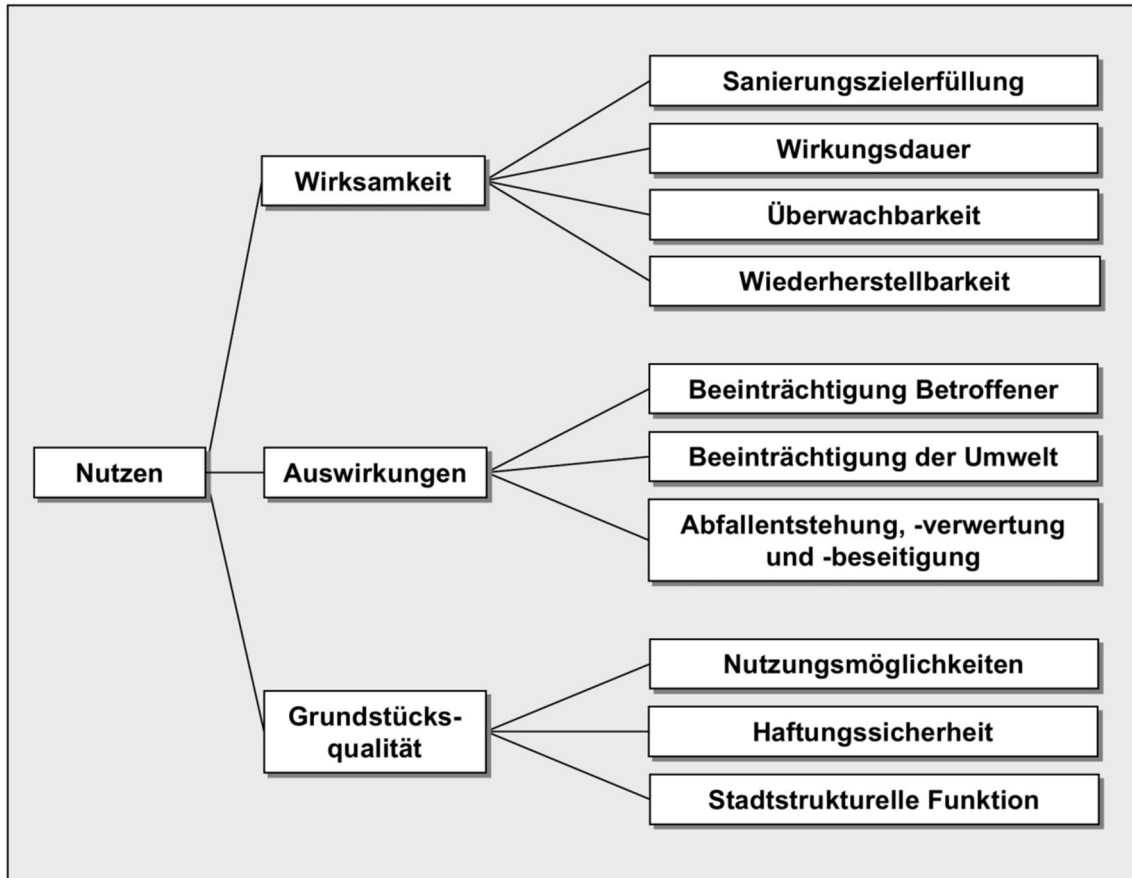 Nutzen
Wirksamkeit
Sanierungszielerfüllung
Wirkungsdauer
Überwachbarkeit
Wiederherstellbarkeit
Auswirkungen
Beeinträchtigung Betroffener
Beeinträchtigung der Umwelt
Abfallentstehung, -verwertung
und -beseitigung
Grundstücks-
qualität
Nutzungsmöglichkeiten
Haftungssicherheit
Stadtstrukturelle Funktion